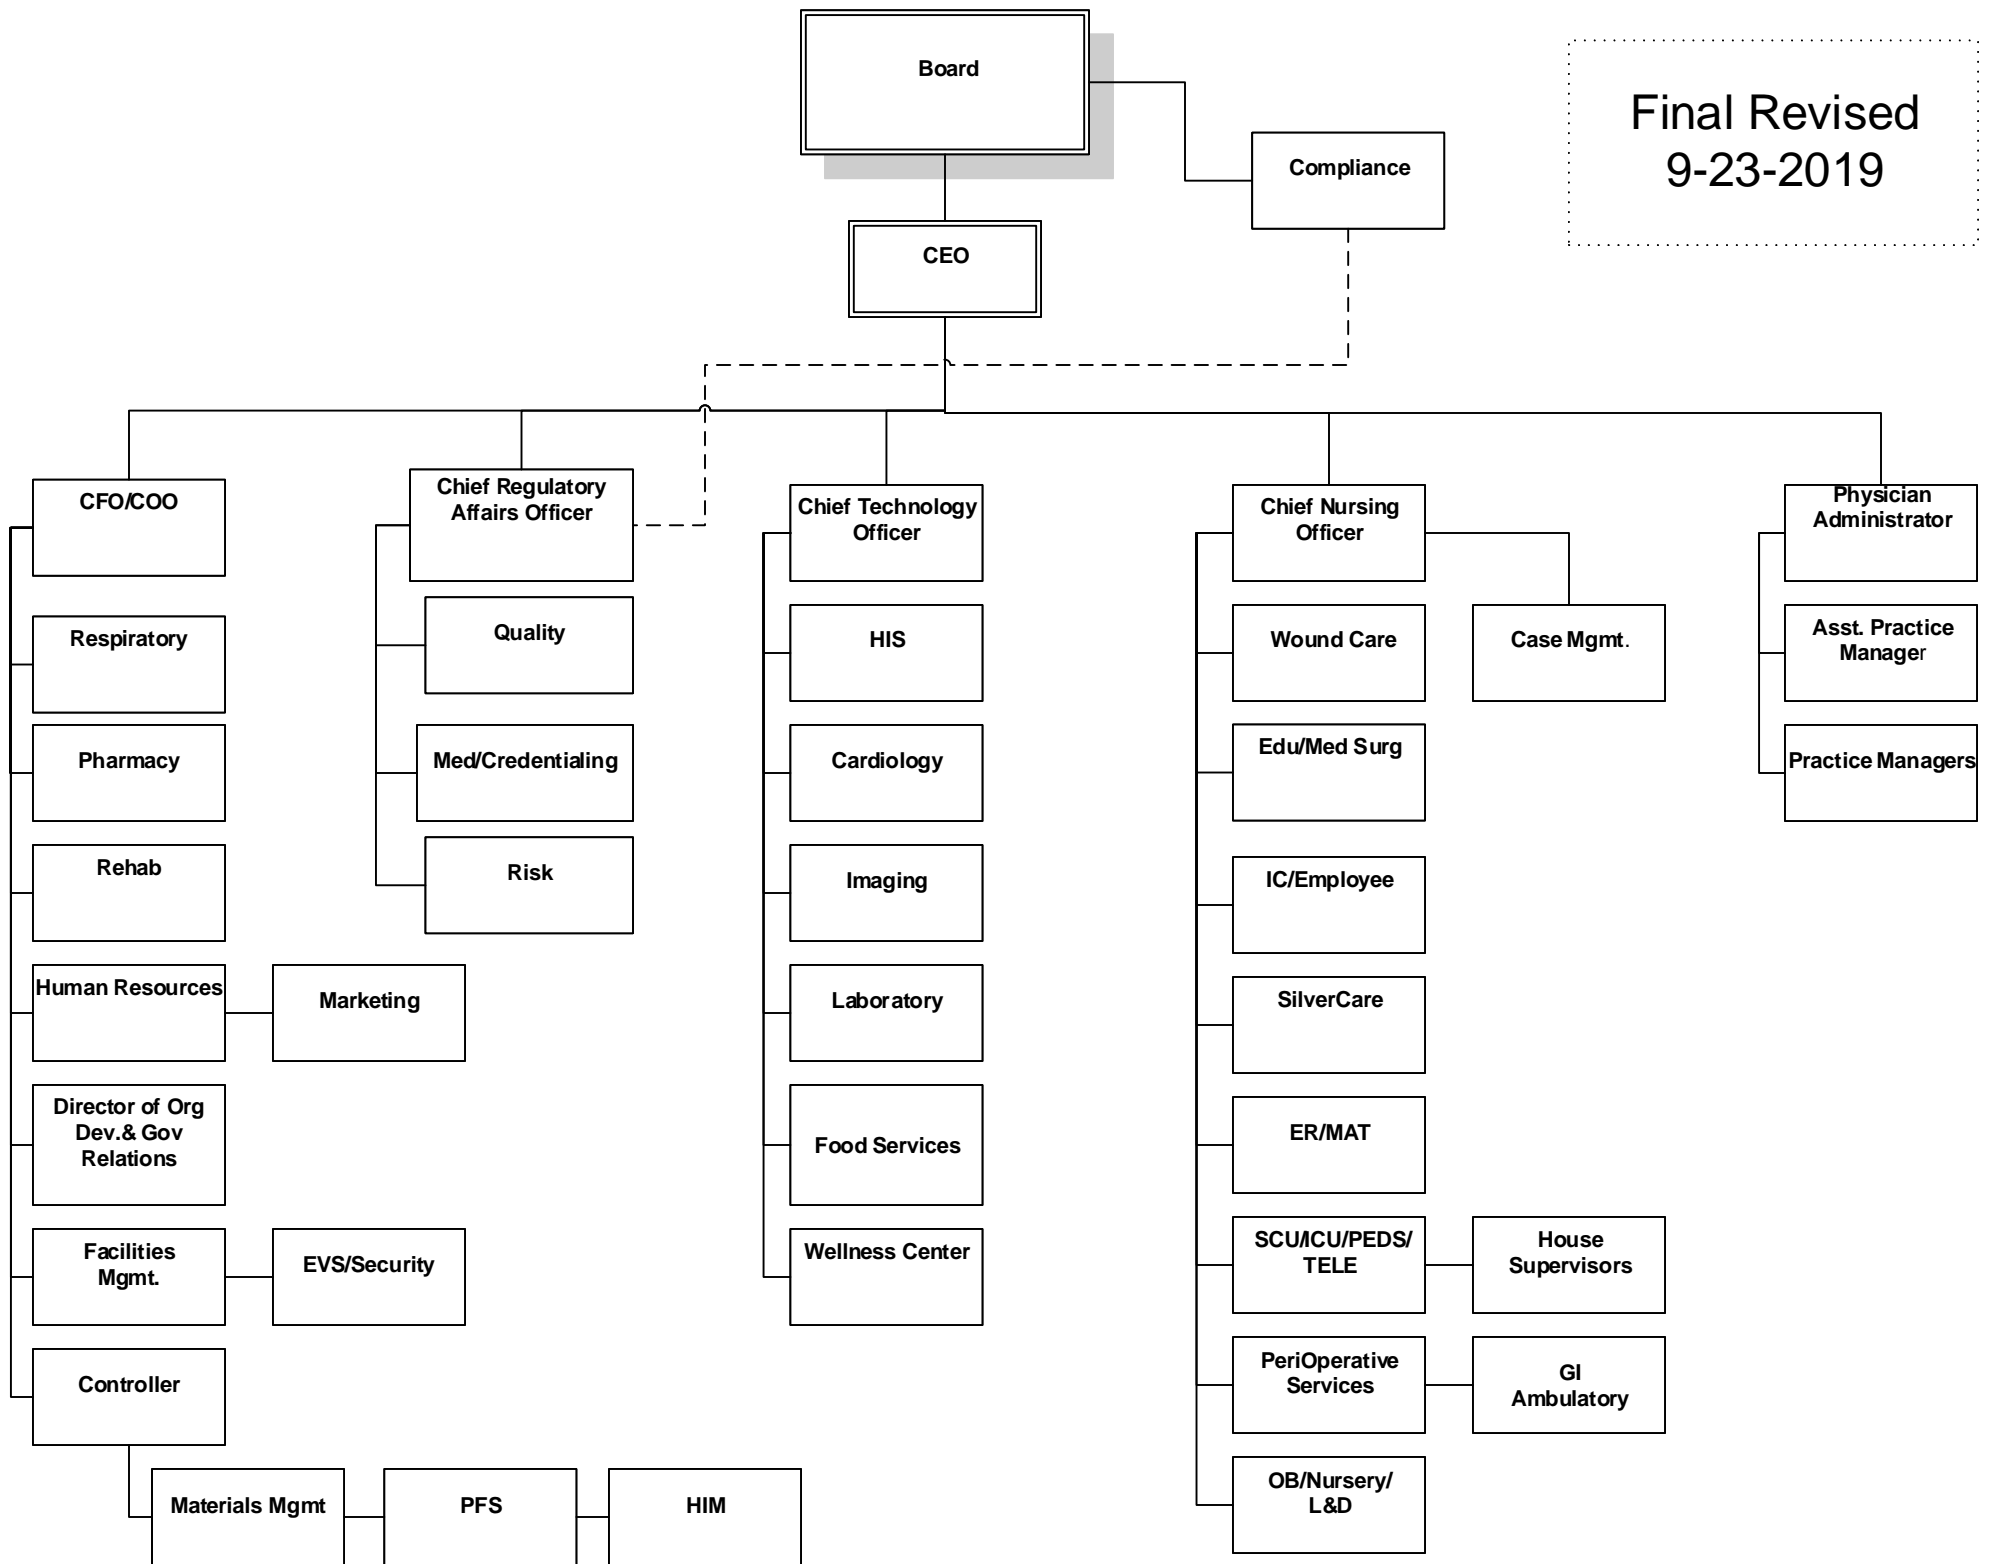 Board
Final Revised
9-23-2019
Compliance
CEO
CFO/COO
Chief Regulatory
Affairs Officer
Chief Technology
Officer
Chief Nursing
Officer
Physician
Administrator
Respiratory
Quality
HIS
Wound Care
Case Mgmt.
Asst. Practice
Manager
Pharmacy
Med/Credentialing
Cardiology
Edu/Med Surg
Practice Managers
Rehab
Risk
Imaging
IC/Employee
Human Resources
Marketing
Laboratory
SilverCare
Director of Org
Dev.& Gov
Relations
Food Services
ER/MAT
Facilities
Mgmt.
EVS/Security
Wellness Center
SCU/ICU/PEDS/
TELE
House
Supervisors
Controller
PeriOperative
Services
GI
Ambulatory
Materials Mgmt
PFS
HIM
OB/Nursery/
L&D